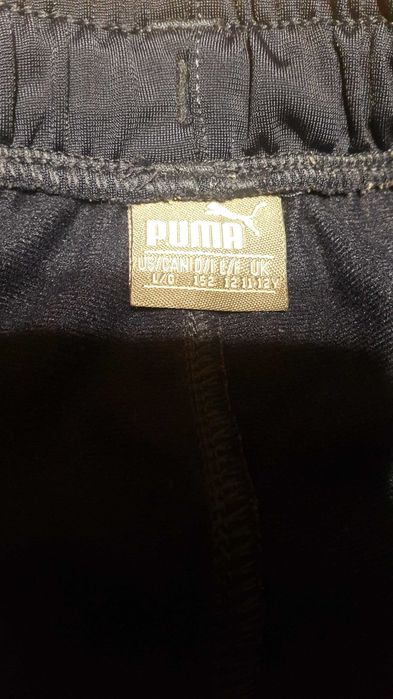 PUMA
US/CAN D/I E/F UK
L/G 152 12 11:12Y